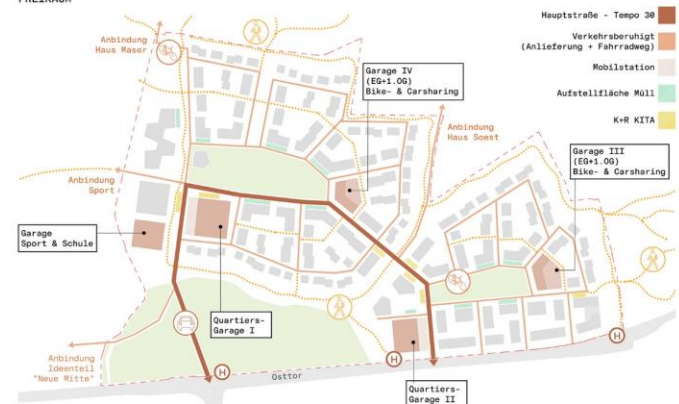 FREIRAUM
Hauptstraße - Tempo 30
Verkehrsberuhigt
(Anlieferung + Fahrradweg)
Mobilstation
Aufstellfläche Müll
K+R KITA
Anbindung
Haus Maser
Garage IV
(EG+1.OG)
Bike- & Carsharing
Anbindung
Haus Soest
Garage III
(EG+1.OG)
Bike- & Carsharing
Anbindung
Sport
Garage
Sport & Schule
Quartiers-
Garage I
Anbindung
Ideenteil
"Neue Mitte"
H
Osttor
H
H
Quartiers-
Garage II